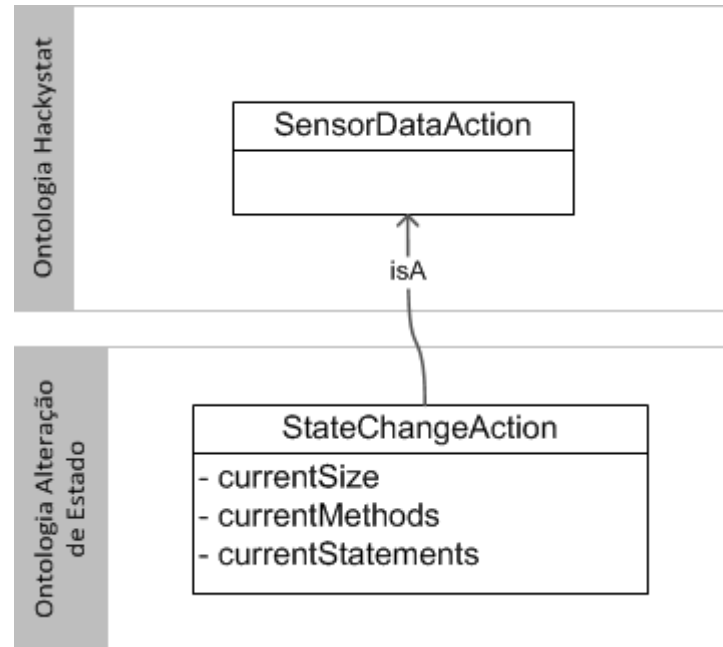 Ontologia Hackystat
SensorDataAction
isA
Ontologia Alteração
de Estado
StateChangeAction
- currentSize
- currentMethods
- currentStatements